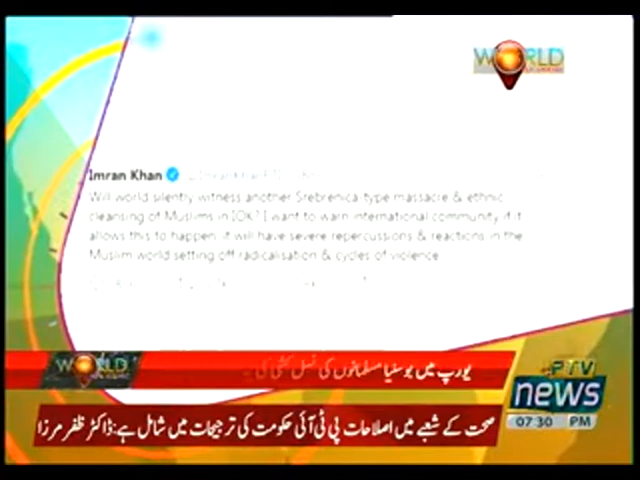 WORLD
Imran Khan
Will world silently witness another Srebrenica-type massacre & ethnic
cleansing of Muslims in IOK? I want to warn international community if it
allows this to happen, it will have severe repercussions & reactions in the
Muslim world setting off radicalisation & cycles of violence
WORLD
یورپ میں بوسنیا مسلمانوں کی نسل کشی کی
PTV
news
07:30 PM
صحت کے شعبے میں اصلاحات پی ٹی آئی حکومت کی ترجیحات میں شامل ہے:ڈاکٹر ظفر مرزا